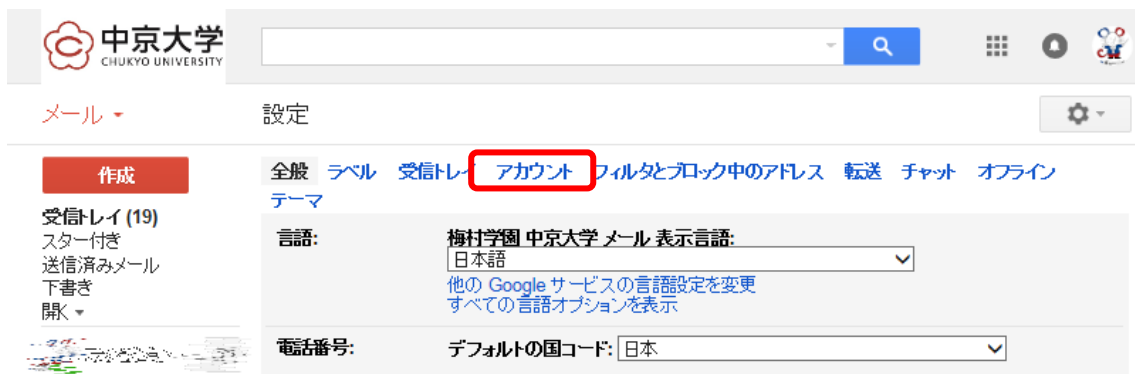 中京大学
CHUKYO UNIVERSITY
メール
設定
作成
全般 ラベル 受信トレイ アカウント フィルタとブロック中のアドレス 転送 チャット オフライン
テーマ
受信トレイ (19)
スター付き
送信済みメール
下書き
開く
言語:
梅村学園 中京大学 メール 表示言語:
日本語
他の Google サービスの言語設定を変更
すべての言語オプションを表示
電話番号:
デフォルトの国コード: 日本